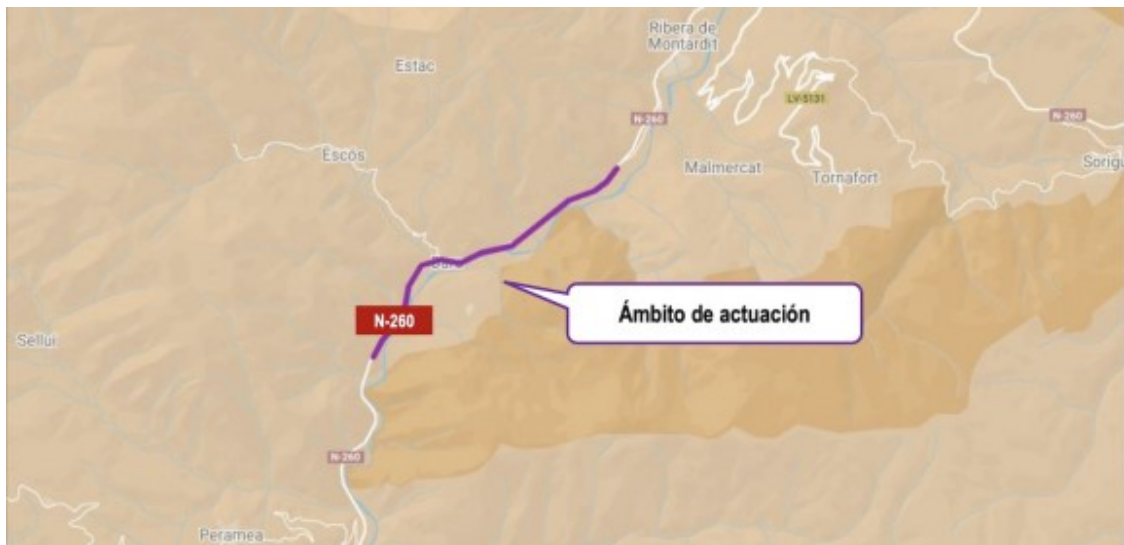 Ribera de
Montardit
Estac
LV-5131
N-260
N-260
Escós
Malmercat
Sorigu
Tornafort
Ámbito de actuación
N-260
Sellui
N-260
Peramea